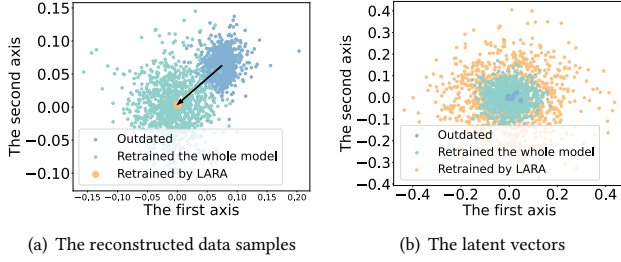 The second axis
0.15
0.10
0.05
0.00
−0.05
−0.10
Outdated
Retrained the whole model
Retrained by LARA
−0.15 −0.10 −0.05 0.00 0.05 0.10 0.15 0.20
The first axis
(a) The reconstructed data samples
The second axis
0.4
0.3
0.2
0.1
0.0
−0.1
−0.2
−0.3
−0.4
Outdated
Retrained the whole model
Retrained by LARA
−0.4 −0.2 0.0 0.2 0.4
The first axis
(b) The latent vectors